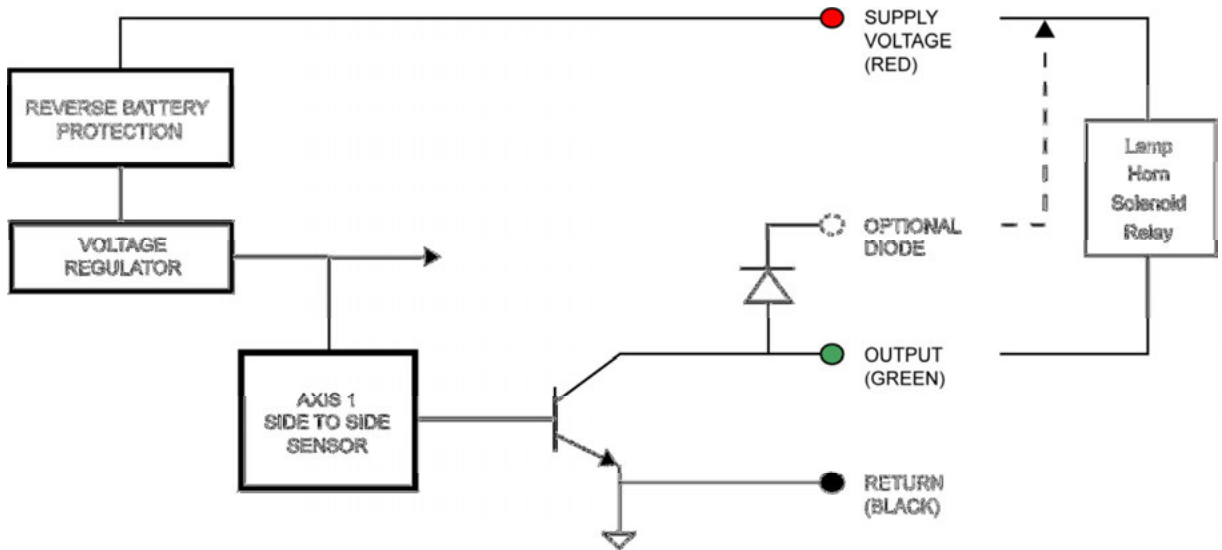 SUPPLY
VOLTAGE
(RED)
REVERSE BATTERY
PROTECTION
Lamp
Horn
Solenoid
Relay
VOLTAGE
REGULATOR
OPTIONAL
DIODE
OUTPUT
(GREEN)
AXIS 1
SIDE TO SIDE
SENSOR
RETURN
(BLACK)